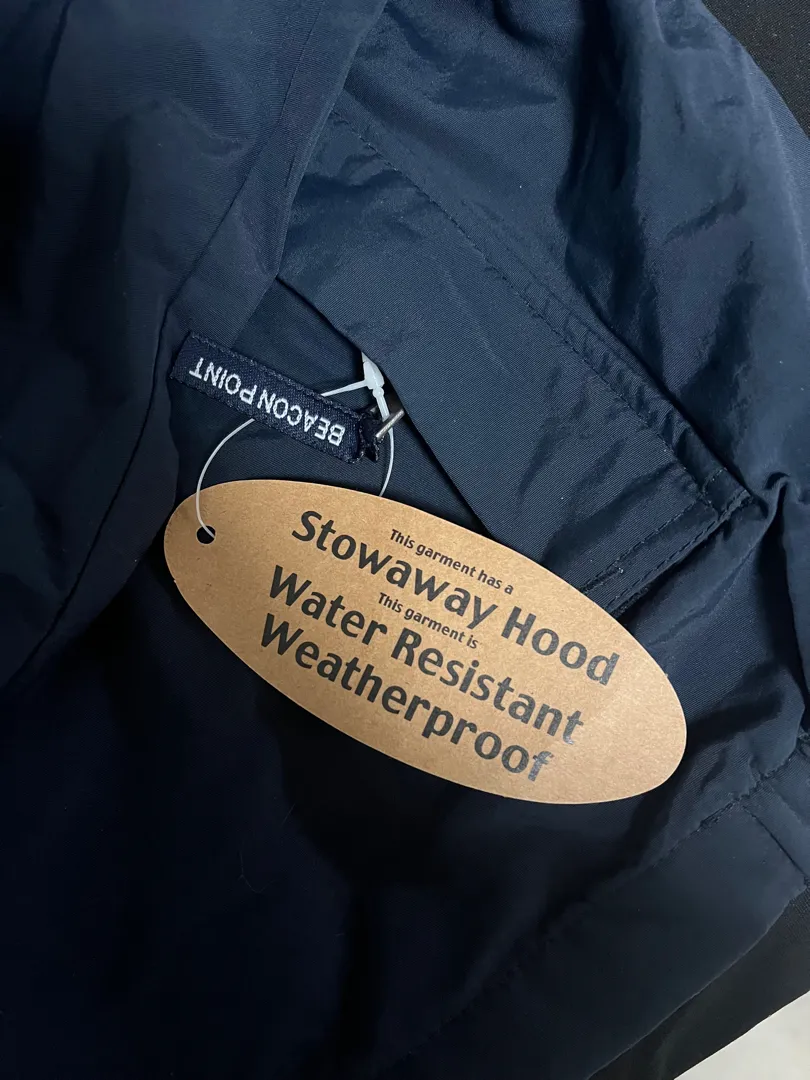 BEACON POINT
This garment has a
Stowaway Hood
This garment is
Water Resistant
Weatherproof